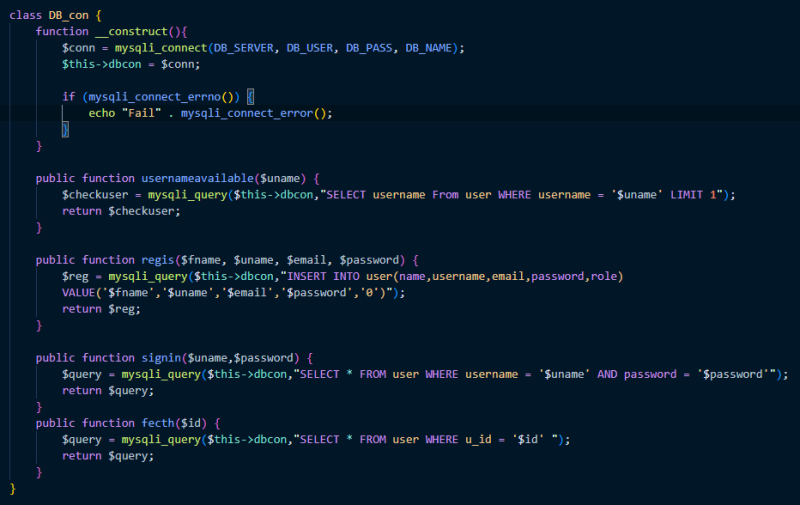 class DB_con {
function __construct(){
$conn = mysqli_connect(DB_SERVER, DB_USER, DB_PASS, DB_NAME);
$this->dbcon = $conn;
if (mysqli_connect_errno()) {
echo "Fail" . mysqli_connect_error();
}
}
public function usernameavailable($uname) {
$checkuser = mysqli_query($this->dbcon,"SELECT username From user WHERE username = '$uname' LIMIT 1");
return $checkuser;
}
public function regis($fname, $uname, $email, $password) {
$reg = mysqli_query($this->dbcon,"INSERT INTO user(name,username,email,password,role)
VALUE('$fname','$uname','$email','$password','0')");
return $reg;
}
public function signin($uname,$password) {
$query = mysqli_query($this->dbcon,"SELECT * FROM user WHERE username = '$uname' AND password = '$password'");
return $query;
}
public function fecth($id) {
$query = mysqli_query($this->dbcon,"SELECT * FROM user WHERE u_id = '$id' ");
return $query;
}
}